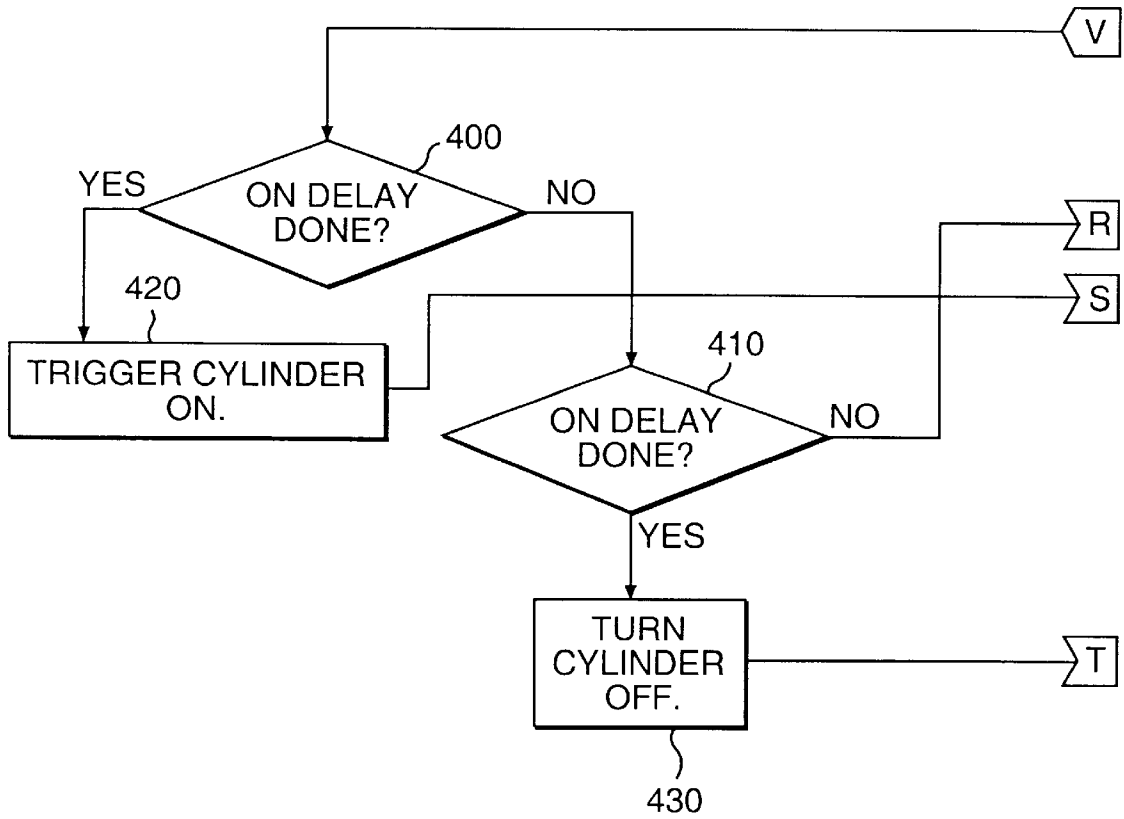 V
400
YES
ON DELAY
DONE?
NO
R
420
S
TRIGGER CYLINDER
ON.
410
ON DELAY
DONE?
NO
YES
TURN
CYLINDER
OFF.
T
430